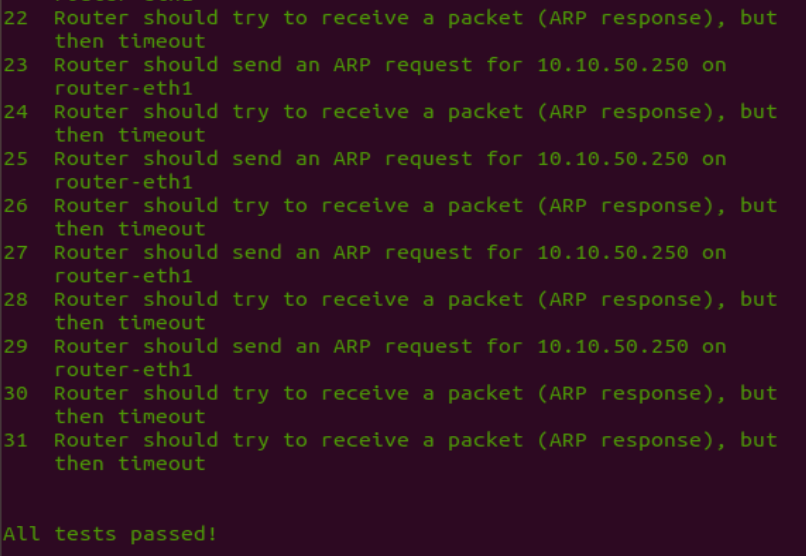 22  Router should try to receive a packet (ARP response), but
then timeout
23  Router should send an ARP request for 10.10.50.250 on
router-eth1
24  Router should try to receive a packet (ARP response), but
then timeout
25  Router should send an ARP request for 10.10.50.250 on
router-eth1
26  Router should try to receive a packet (ARP response), but
then timeout
27  Router should send an ARP request for 10.10.50.250 on
router-eth1
28  Router should try to receive a packet (ARP response), but
then timeout
29  Router should send an ARP request for 10.10.50.250 on
router-eth1
30  Router should try to receive a packet (ARP response), but
then timeout
31  Router should try to receive a packet (ARP response), but
then timeout
All tests passed!